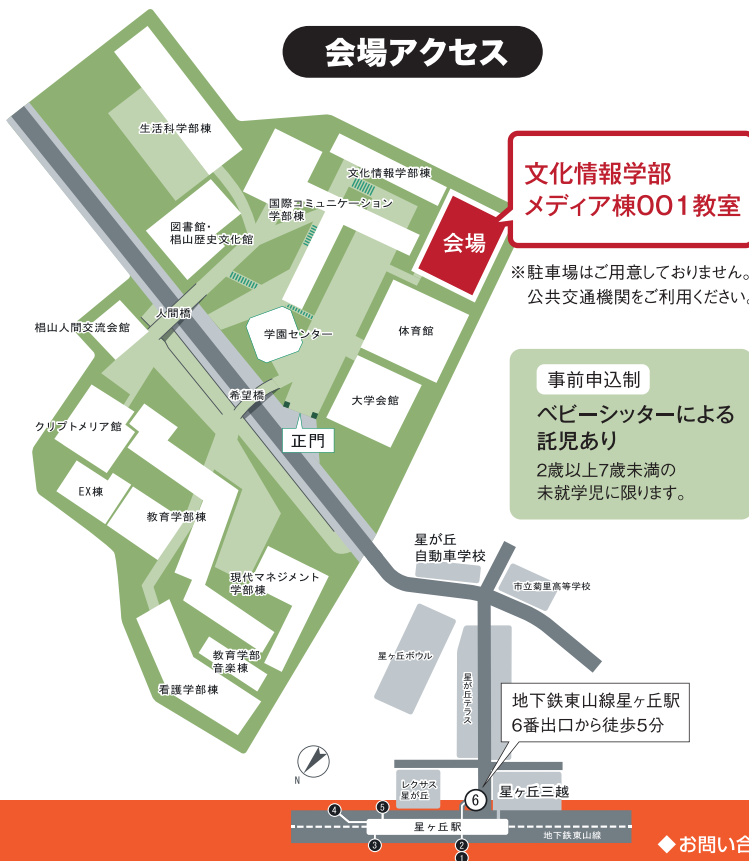 会場アクセス
生活科学部棟
文化情報学部棟
国際コミュニケーション
学部棟
図書館・
椙山歴史文化館
会場
文化情報学部
メディア棟001教室
※駐車場はご用意しておりません。
公共交通機関をご利用ください。
人間橋
椙山人間交流会館
学園センター
体育館
希望橋
大学会館
正門
クリプトメリア館
EX棟
教育学部棟
事前申込制
ベビーシッターによる
託児あり
2歳以上7歳未満の
未就学児に限ります。
星が丘
自動車学校
市立菊里高等学校
現代マネジメント
学部棟
教育学部
音楽棟
看護学部棟
星ヶ丘ボウル
星が丘テラス
地下鉄東山線星ヶ丘駅
6番出口から徒歩5分
N
レクサス
星が丘
6
星ヶ丘三越
4
5
星ヶ丘駅
地下鉄東山線
3
2
1
◆お問い合